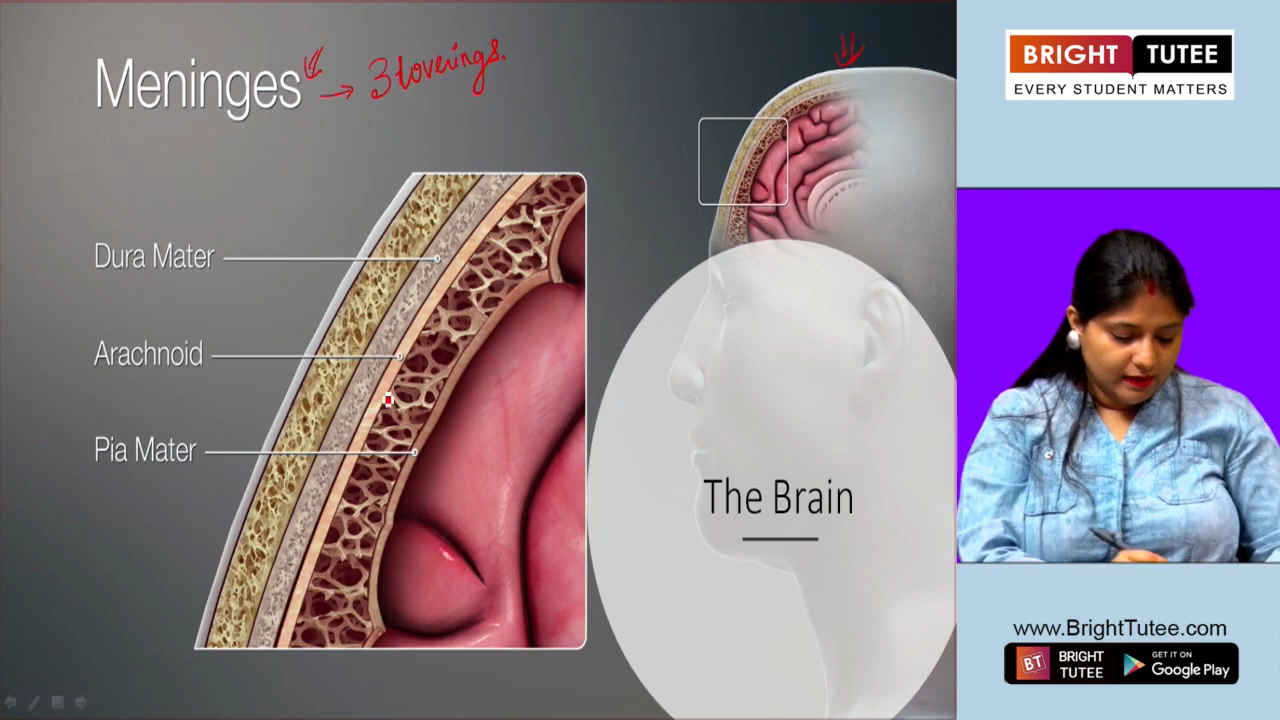 Meninges → 3 coverings.
Dura Mater
Arachnoid
Pia Mater
The Brain
BRIGHT TUTEE
EVERY STUDENT MATTERS
www.BrightTutee.com
BT BRIGHT TUTEE
GET IT ON
Google Play